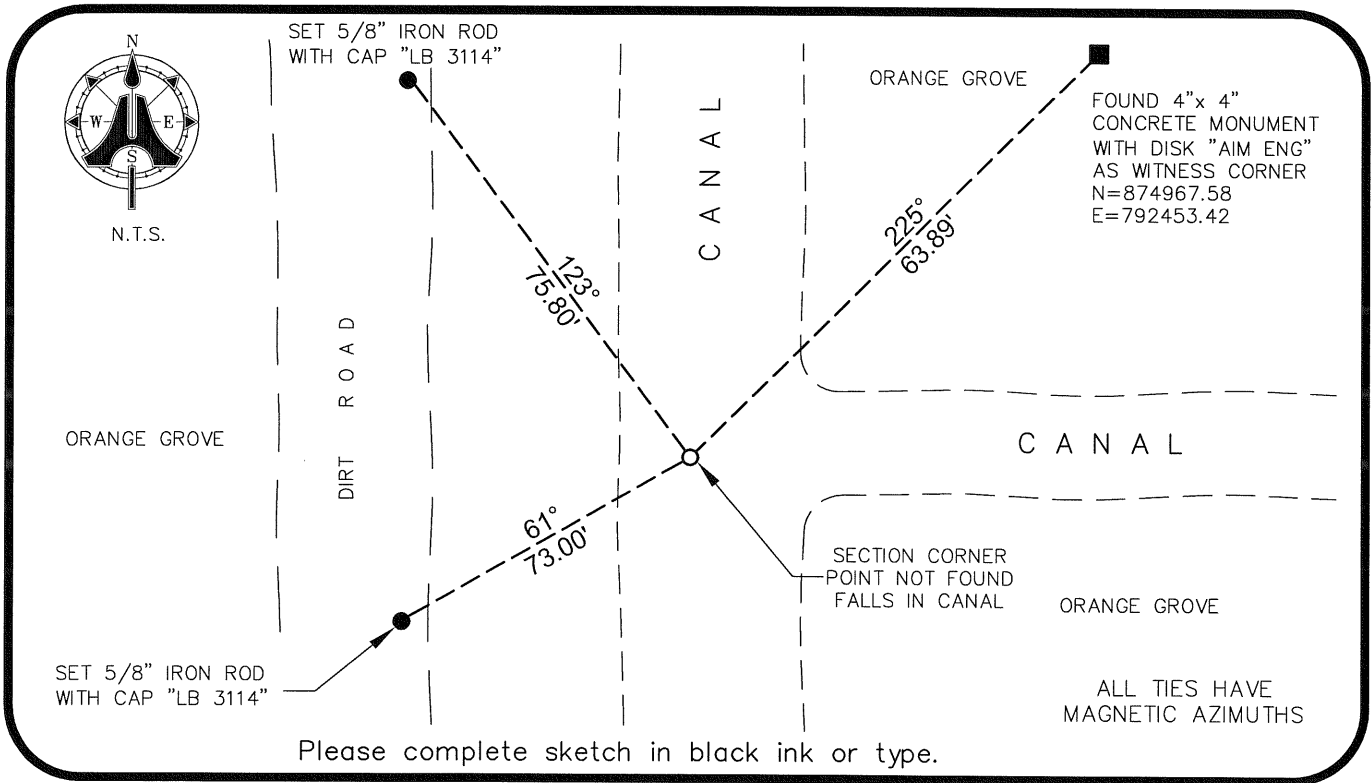 SET 5/8" IRON ROD
WITH CAP "LB 3114"
N
W
E
S
N.T.S.
ORANGE GROVE
FOUND 4"x 4"
CONCRETE MONUMENT
WITH DISK "AIM ENG"
AS WITNESS CORNER
N=874967.58
E=792453.42
CANAL
225°
63.89'
123°
75.80'
DIRT ROAD
ORANGE GROVE
CANAL
61°
73.00'
SECTION CORNER
POINT NOT FOUND
FALLS IN CANAL
ORANGE GROVE
SET 5/8" IRON ROD
WITH CAP "LB 3114"
ALL TIES HAVE
MAGNETIC AZIMUTHS
Please complete sketch in black ink or type.